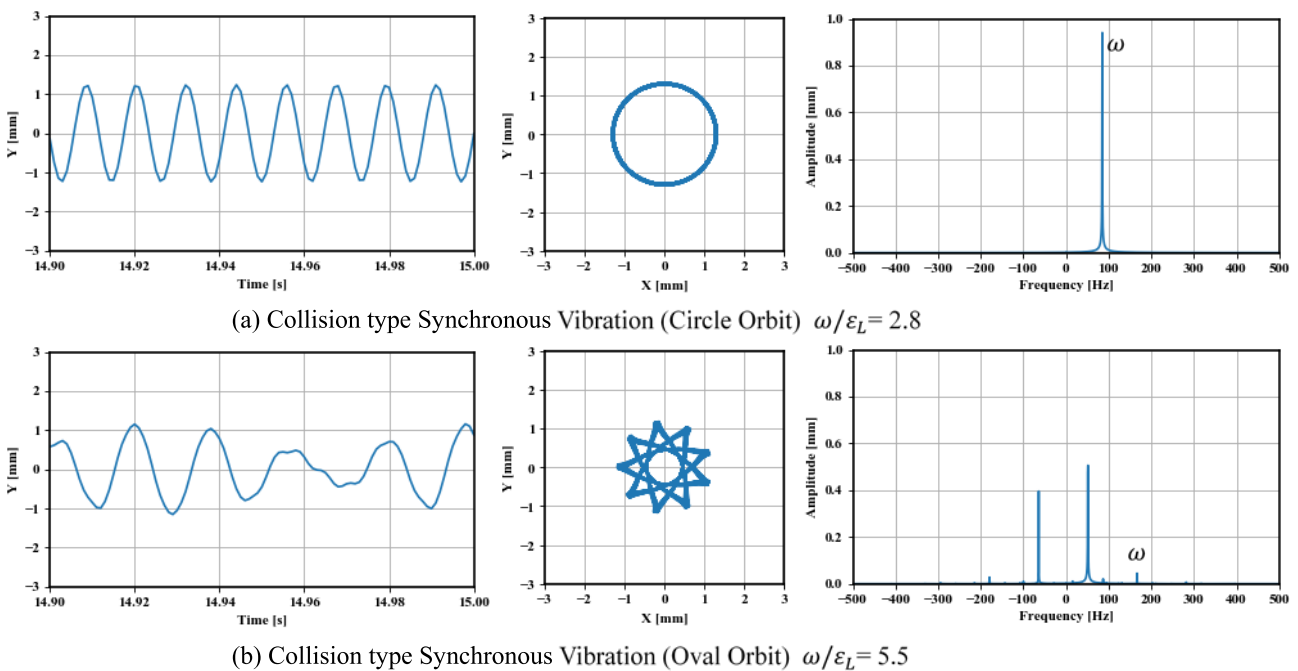 3
2
1
0
−1
−2
−3
Y [mm]
14.90 14.92 14.94 14.96 14.98 15.00
Time [s]
3
2
1
0
−1
−2
−3
Y [mm]
−3 −2 −1 0 1 2 3
X [mm]
1.0
0.8
0.6
0.4
0.2
0.0
Amplitude [mm]
ω
−500 −400 −300 −200 −100 0 100 200 300 400 500
Frequency [Hz]
(a) Collision type Synchronous Vibration (Circle Orbit) ω/ε_L= 2.8
3
2
1
0
−1
−2
−3
Y [mm]
14.90 14.92 14.94 14.96 14.98 15.00
Time [s]
3
2
1
0
−1
−2
−3
Y [mm]
−3 −2 −1 0 1 2 3
X [mm]
1.0
0.8
0.6
0.4
0.2
0.0
Amplitude [mm]
ω
−500 −400 −300 −200 −100 0 100 200 300 400 500
Frequency [Hz]
(b) Collision type Synchronous Vibration (Oval Orbit) ω/ε_L= 5.5